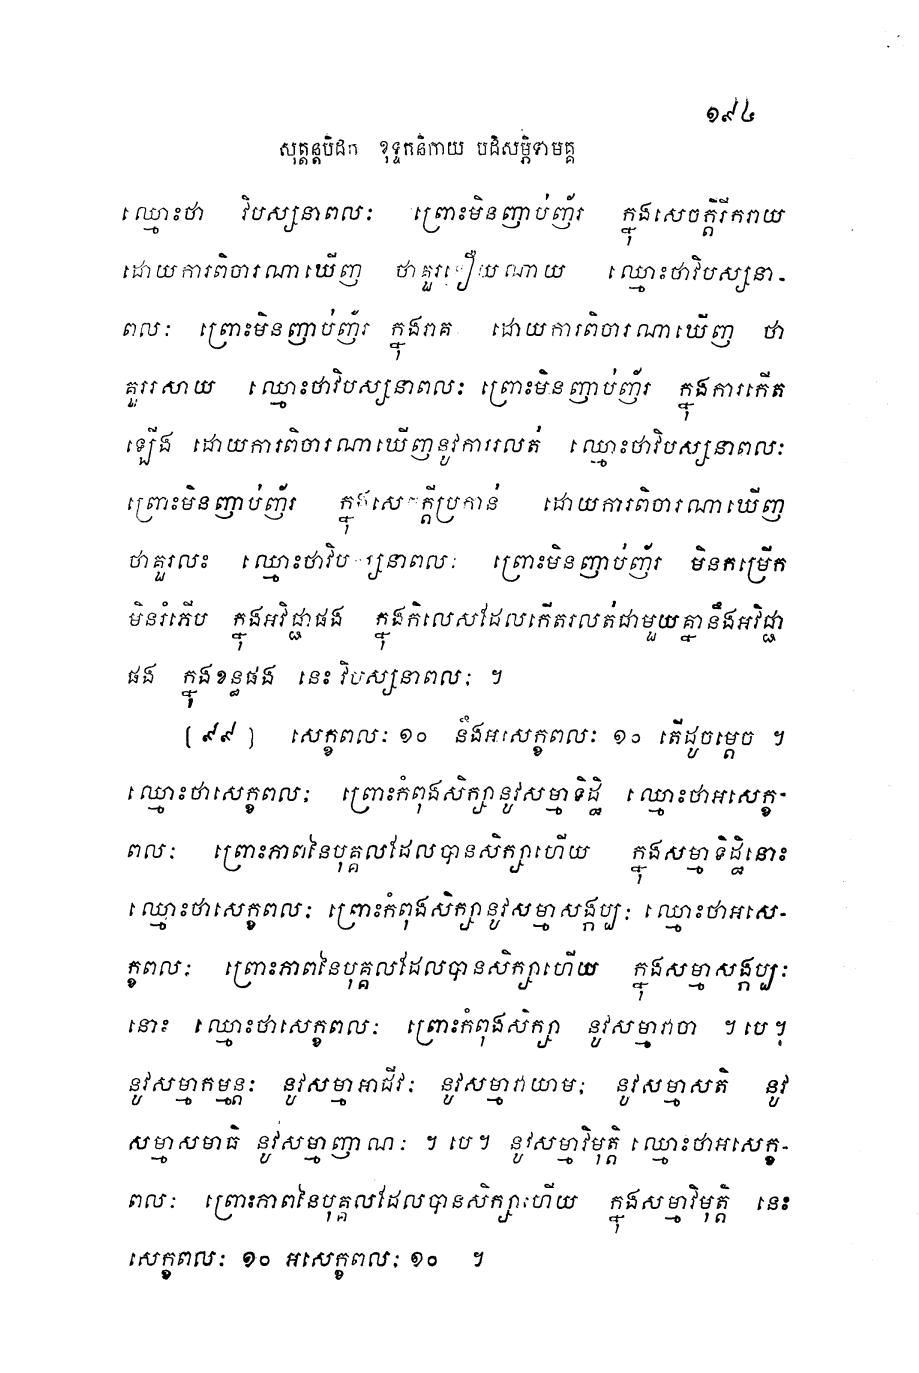 ១៩៤
សុត្តន្តបិដក ខុទ្ទកនិកាយ បដិសម្ភិទាមគ្គ
ឈ្មោះថា វិបស្សនាពលៈ ព្រោះមិនញាប់ញ័រ ក្នុងសេចក្តីរីករាយ
ដោយការពិចារណាឃើញ ថាគួរនឿយណាយ ឈ្មោះថាវិបស្សនា-
ពលៈ ព្រោះមិនញាប់ញ័រ ក្នុងរាគ ដោយការពិចារណាឃើញ ថា
គួររសាយ ឈ្មោះថាវិបស្សនាពលៈ ព្រោះមិនញាប់ញ័រ ក្នុងការកើត
ឡើង ដោយការពិចារណាឃើញនូវការរលត់ ឈ្មោះថាវិបស្សនាពលៈ
ព្រោះមិនញាប់ញ័រ ក្នុងសេចក្តីប្រកាន់ ដោយការពិចារណាឃើញ
ថាគួរលះ ឈ្មោះថាវិបស្សនាពលៈ ព្រោះមិនញាប់ញ័រ មិនកម្រើក
មិនរំភើប ក្នុងអវិជ្ជាផង ក្នុងកិលេសដែលកើតរលត់ជាមួយគ្នានឹងអវិជ្ជា
ផង ក្នុងខន្ធផង នេះ វិបស្សនាពលៈ ។
(៩៩) សេក្ខពលៈ ១០ នឹងអសេក្ខពលៈ ១០ តើដូចម្តេច ។
ឈ្មោះថាសេក្ខពលៈ ព្រោះកំពុងសិក្សានូវសម្មាទិដ្ឋិ ឈ្មោះថាអសេក្ខ-
ពលៈ ព្រោះភាពនៃបុគ្គលដែលបានសិក្សាហើយ ក្នុងសម្មាទិដ្ឋិនោះ
ឈ្មោះថាសេក្ខពលៈ ព្រោះកំពុងសិក្សានូវសម្មាសង្កប្បៈ ឈ្មោះថាអសេ-
ក្ខពលៈ ព្រោះភាពនៃបុគ្គលដែលបានសិក្សាហើយ ក្នុងសម្មាសង្កប្បៈ
នោះ ឈ្មោះថាសេក្ខពលៈ ព្រោះកំពុងសិក្សា នូវសម្មាវាចា ។បេ។
នូវសម្មាកម្មន្តៈ នូវសម្មាអាជីវៈ នូវសម្មាវាយាមៈ នូវសម្មាសតិ នូវ
សម្មាសមាធិ នូវសម្មាញាណៈ ។បេ។ នូវសម្មាវិមុត្តិ ឈ្មោះថាអសេក្ខ-
ពលៈ ព្រោះភាពនៃបុគ្គលដែលបានសិក្សាហើយ ក្នុងសម្មាវិមុត្តិ នេះ
សេក្ខពលៈ ១០ អសេក្ខពលៈ ១០ ។